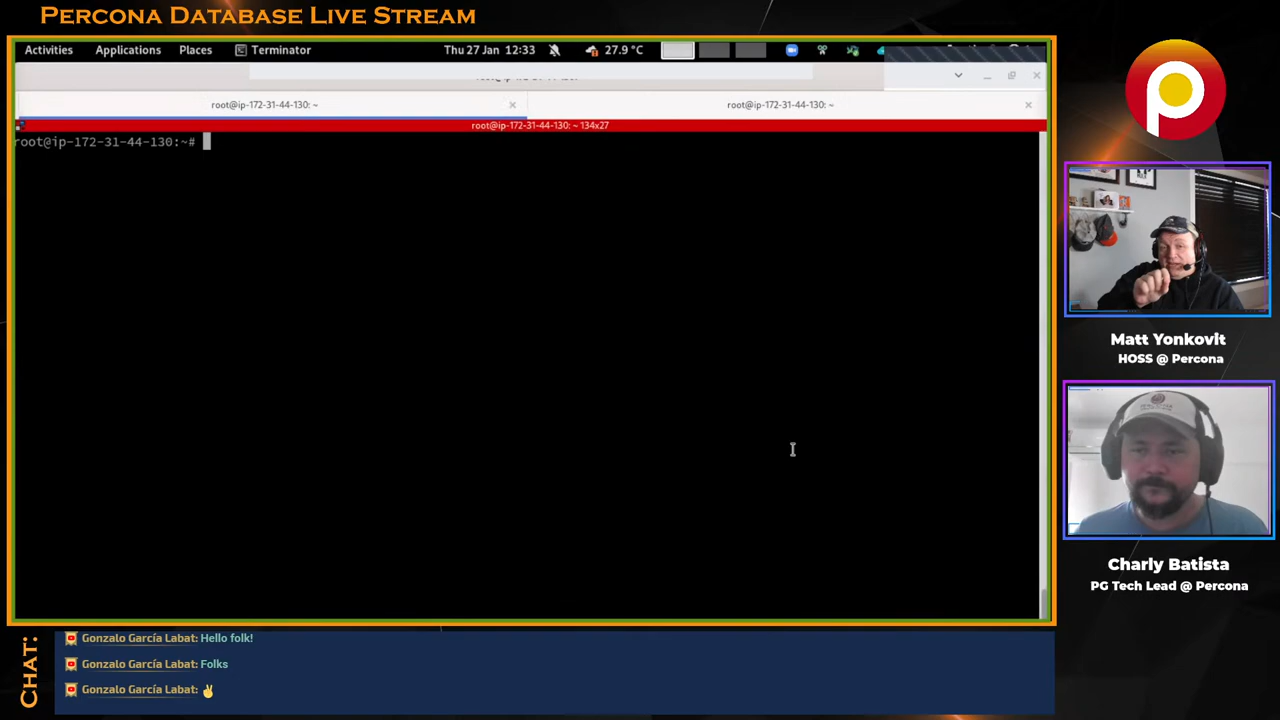 Percona Database Live Stream
Activities Applications Places Terminator Thu 27 Jan 12:33 27.9 °C
root@ip-172-31-44-130: ~ root@ip-172-31-44-130: ~
root@ip-172-31-44-130: ~ 134x27
root@ip-172-31-44-130:~#
Matt Yonkovit
HOSS @ Percona
Charly Batista
PG Tech Lead @ Percona
Chat:
Gonzalo García Labat: Hello folk!
Gonzalo García Labat: Folks
Gonzalo García Labat: ✌